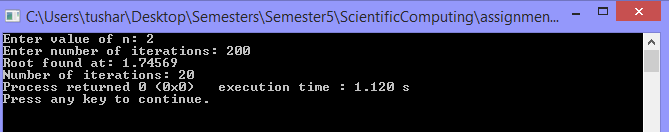 C:\Users\tushar\Desktop\Semesters\Semester5\ScientificComputing\assignmen...
Enter value of n: 2
Enter number of iterations: 200
Root found at: 1.74569
Number of iterations: 20
Process returned 0 (0x0)   execution time : 1.120 s
Press any key to continue.